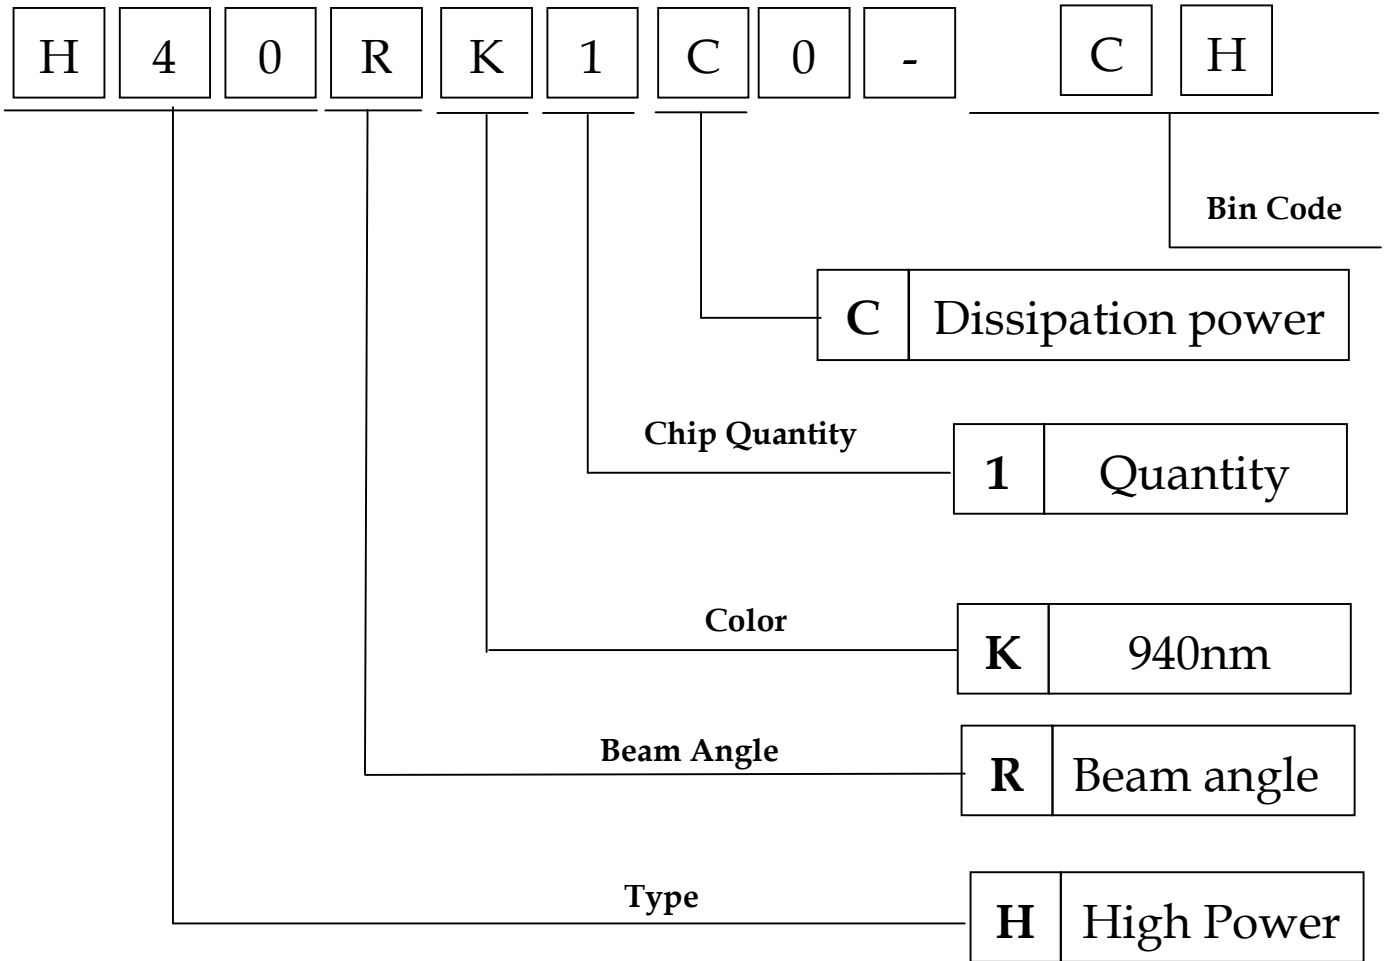 H 4 0 R K 1 C 0 - C H
Bin Code
C Dissipation power
Chip Quantity
1 Quantity
Color
K 940nm
Beam Angle
R Beam angle
Type
H High Power